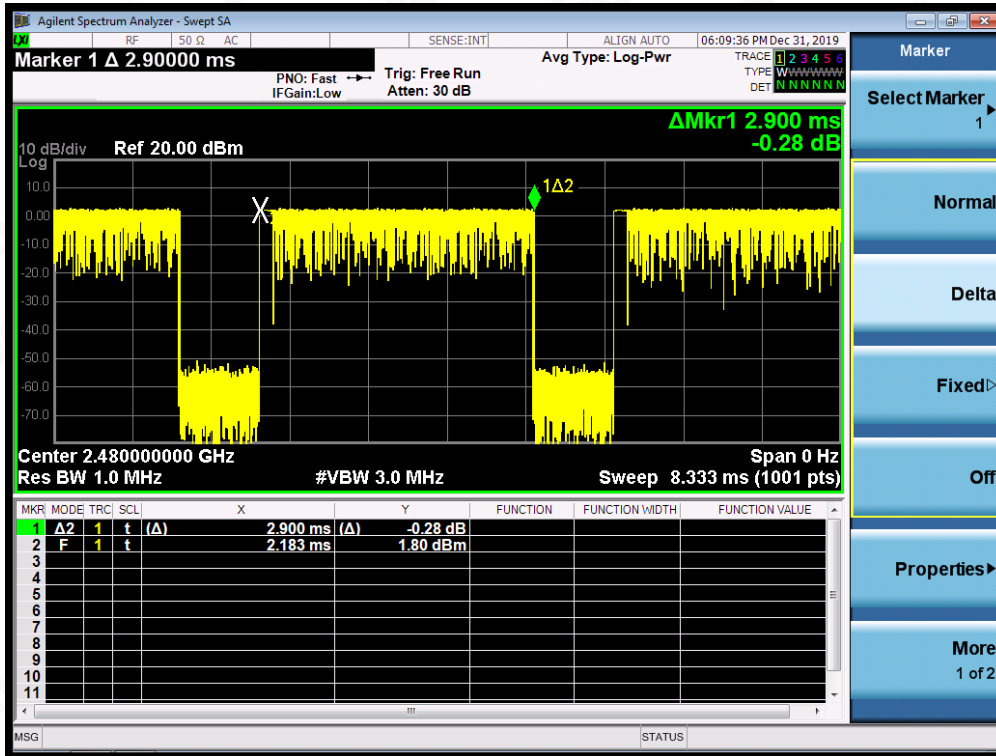 Agilent Spectrum Analyzer - Swept SA
LXI RF 50 Ω AC SENSE:INT ALIGN AUTO 06:09:36 PM Dec 31, 2019
Marker 1 Δ 2.90000 ms
PNO: Fast
IFGain:Low
Trig: Free Run
Atten: 30 dB
Avg Type: Log-Pwr
TRACE 1 2 3 4 5 6
TYPE WWWWWW
DET N N N N N N
ΔMkr1 2.900 ms
-0.28 dB
10 dB/div Ref 20.00 dBm
Log
10.0
0.00
-10.0
-20.0
-30.0
-40.0
-50.0
-60.0
-70.0
1Δ2
Center 2.480000000 GHz Span 0 Hz
Res BW 1.0 MHz #VBW 3.0 MHz Sweep 8.333 ms (1001 pts)
MKR MODE TRC SCL X Y FUNCTION FUNCTION WIDTH FUNCTION VALUE
1 Δ2 1 t (Δ) 2.900 ms (Δ) -0.28 dB
2 F 1 t 2.183 ms 1.80 dBm
3
4
5
6
7
8
9
10
11
MSG STATUS
Marker
Select Marker
1
Normal
Delta
Fixed
Off
Properties
More
1 of 2